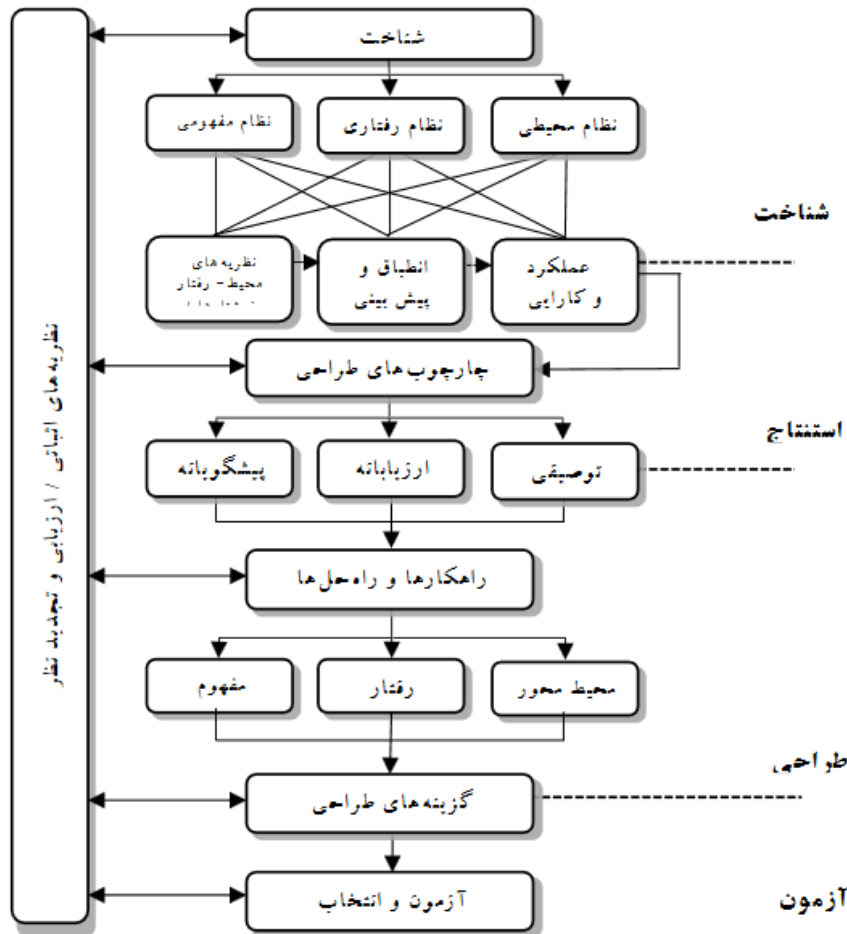 شناخت
نظام مفهومی
نظام رفتاری
نظام محیطی
شناخت
نظریه‌های
محیط- رفتار
انطباق و
پیش بینی
عملکرد
و کارایی
چارچوب‌های طراحی
استنتاج
پیشگویانه
ارزیابانه
توصیقی
راهکارها و راه‌حل‌ها
مفهوم
رفتار
محیط محور
طراحی
گزینه‌های طراحی
آزمون و انتخاب
آزمون
نظریه‌های اثباتی / ارزیابی و تجدید نظر